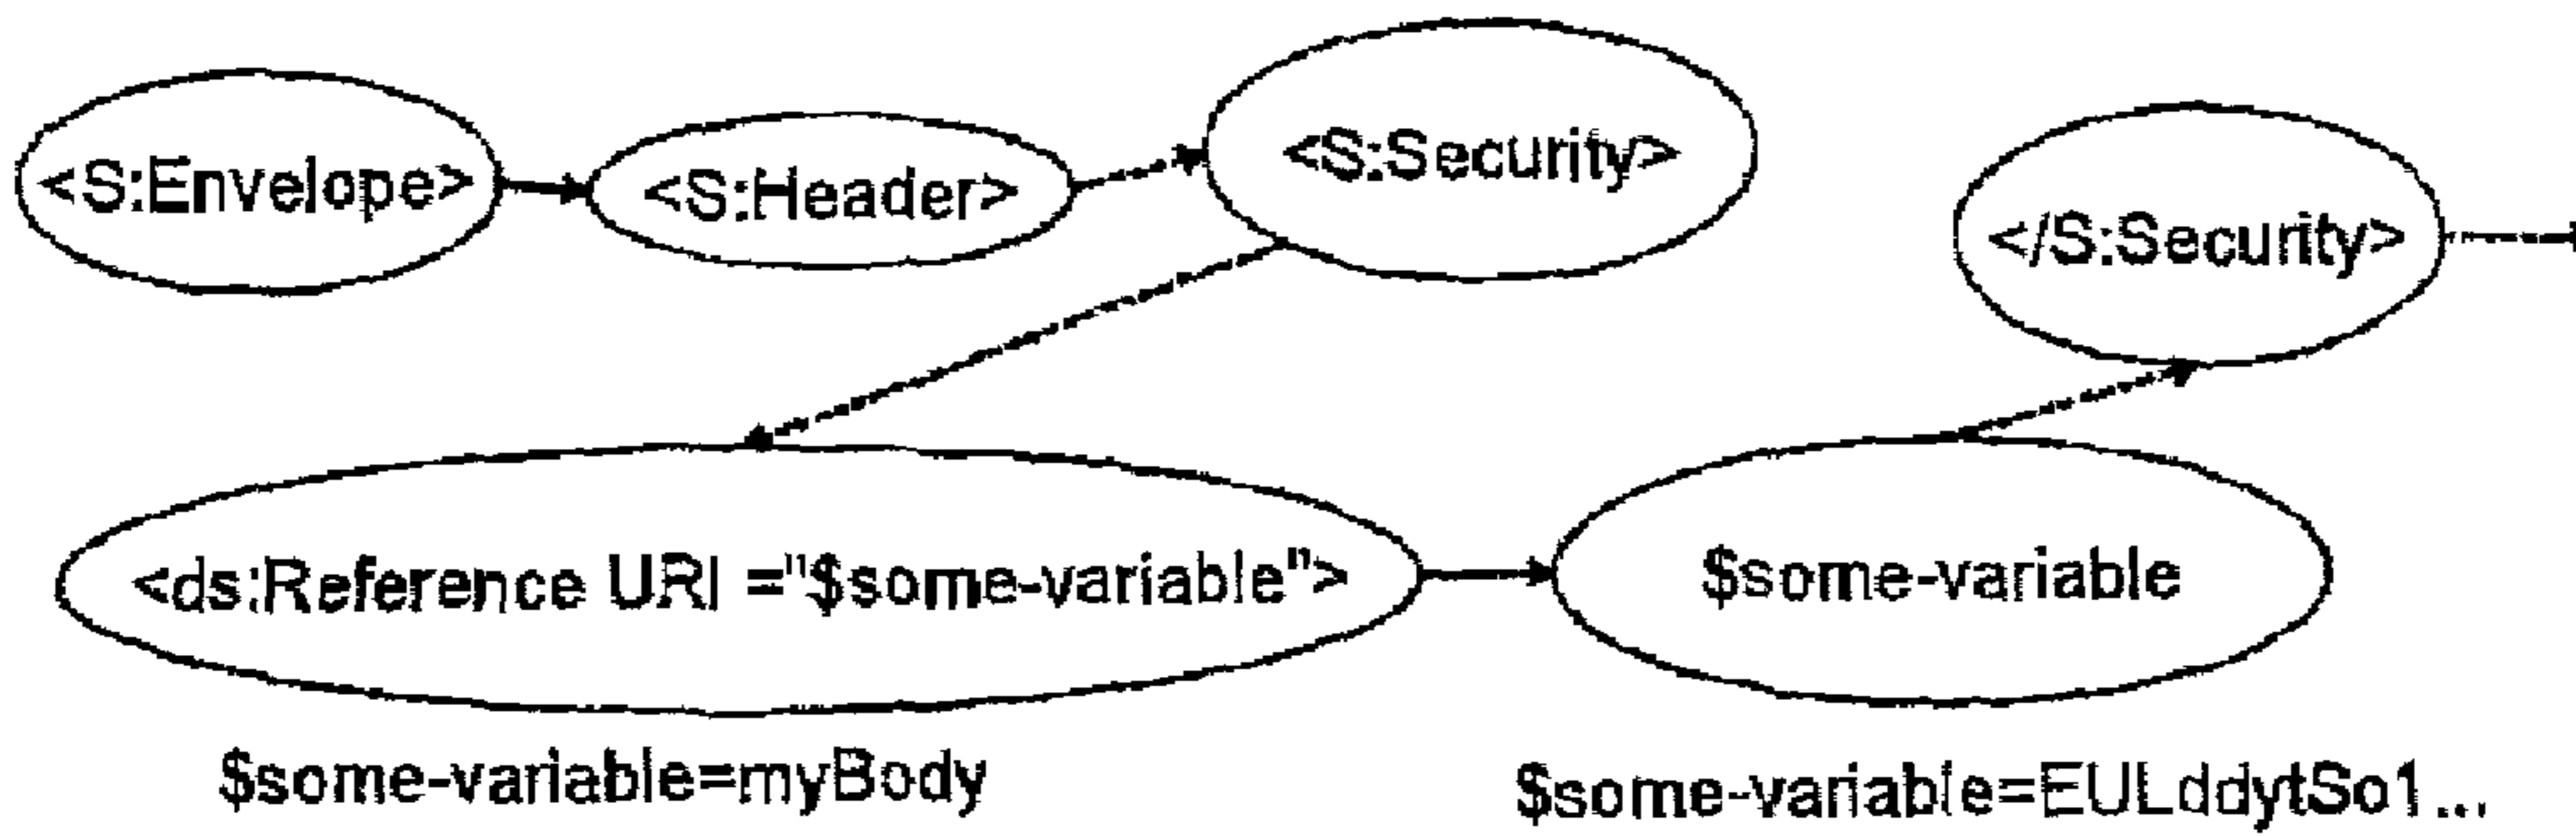 <S:Envelope>
<S:Header>
<S:Security>
</S:Security>
<ds:Reference URI ="$some-variable">
$some-variable
$some-variable=myBody
$some-variable=EULddytSo1...